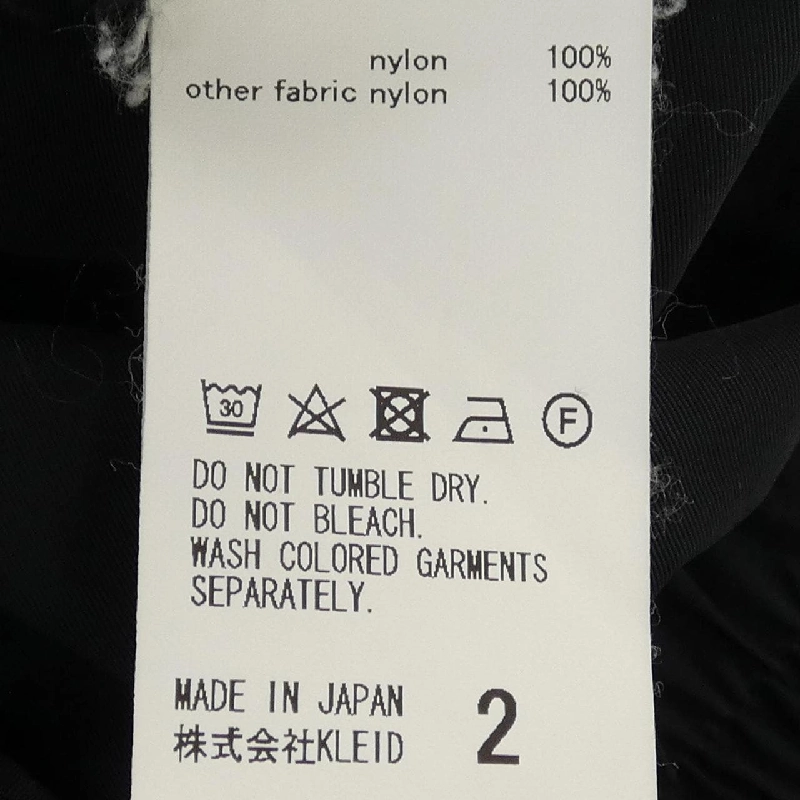 nylon 100%
other fabric nylon 100%
30
F
DO NOT TUMBLE DRY.
DO NOT BLEACH.
WASH COLORED GARMENTS
SEPARATELY.
MADE IN JAPAN
株式会社KLEID
2